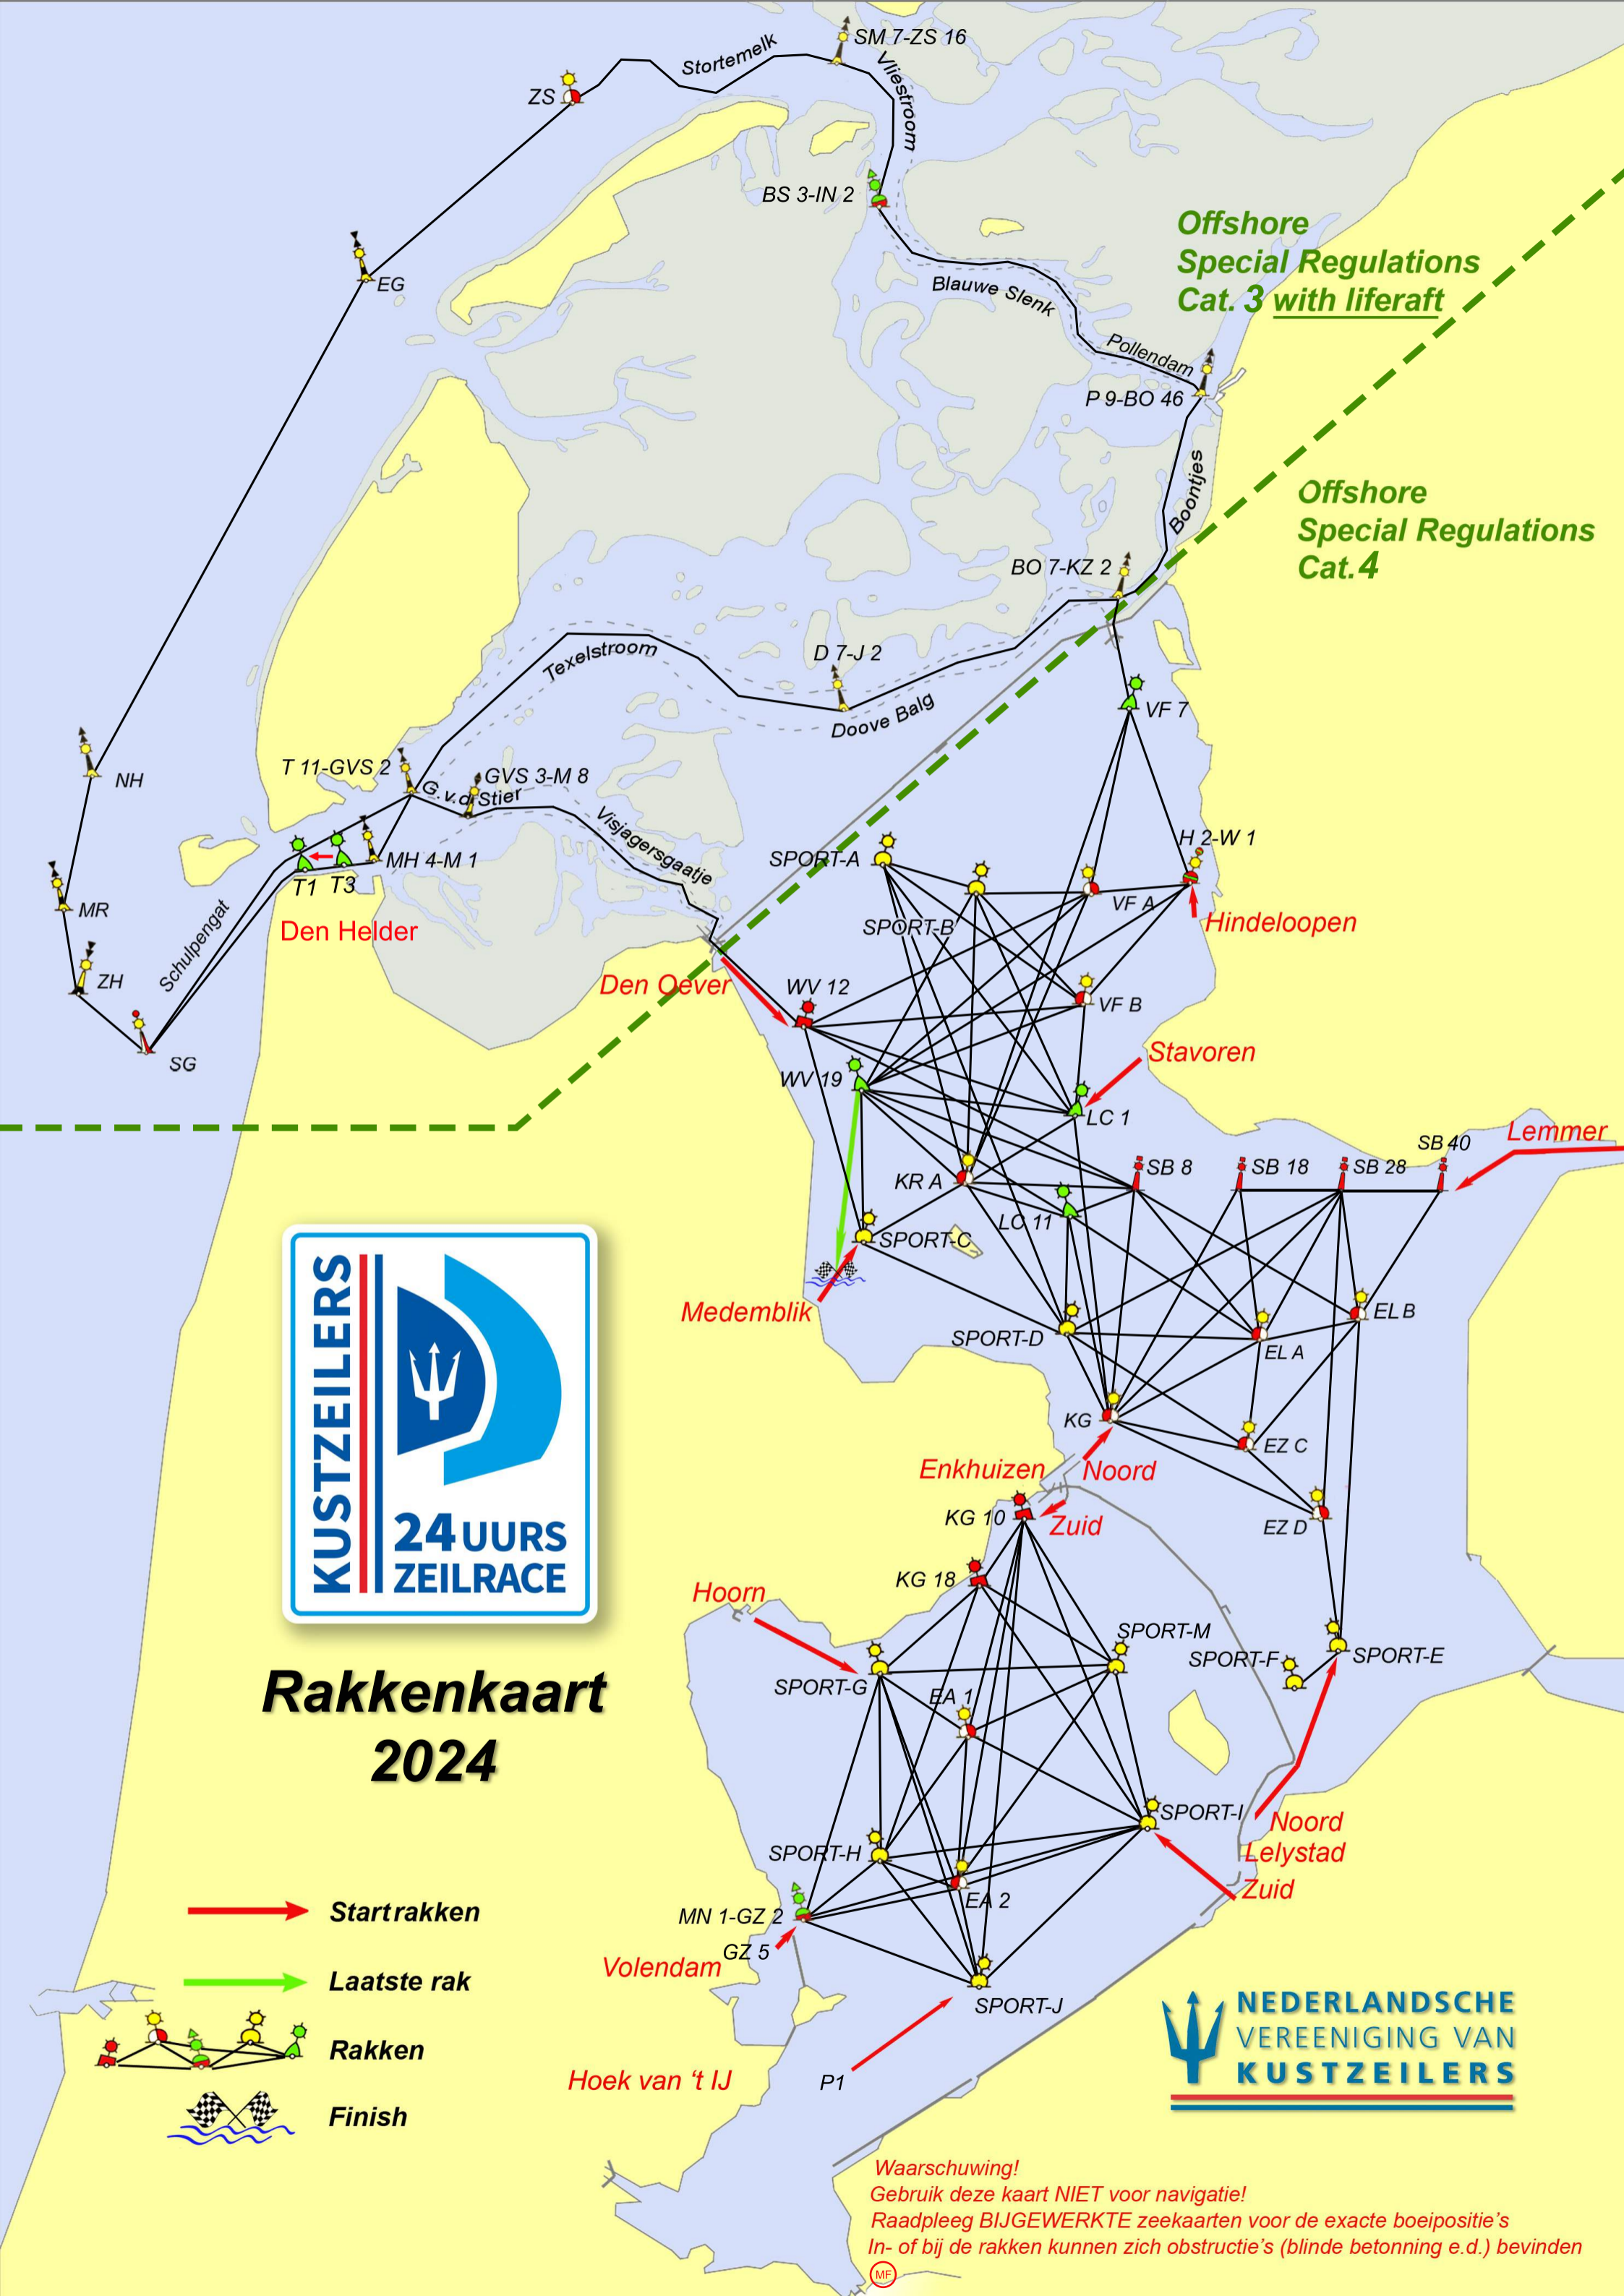 SM 7-ZS 16
Stortemelk
Vliestroom
ZS
BS 3-IN 2
Offshore
Special Regulations
Cat. 3 with liferaft
EG
Blauwe Slenk
Pollendam
P 9-BO 46
Boontjes
Offshore
Special Regulations
Cat.4
BO 7-KZ 2
Texelstroom
D 7-J 2
Doove Balg
VF 7
T 11-GVS 2
G.v.d Stier
GVS 3-M 8
NH
Visjagersgaatje
MH 4-M 1
T1
T3
Den Helder
Schulpengat
MR
ZH
SG
SPORT-A
SPORT-B
VF A
H 2-W 1
Hindeloopen
Den Oever
WV 12
VF B
WV 19
Stavoren
LC 1
Lemmer
SB 40
SB 28
SB 18
SB 8
KR A
LC 11
SPORT-C
Medemblik
SPORT-D
EL B
EL A
KG
EZ C
Enkhuizen
Noord
EZ D
KG 10
Zuid
KG 18
Hoorn
SPORT-M
SPORT-F
SPORT-E
SPORT-G
EA 1
SPORT-I
Noord
Lelystad
Zuid
SPORT-H
EA 2
MN 1-GZ 2
GZ 5
Volendam
SPORT-J
P1
Hoek van ‘t IJ
KUSTZEILERS
24 UURS
ZEILRACE
Rakkenkaart
2024
Startrakken
Laatste rak
Rakken
Finish
NEDERLANDSCHE
VEREENIGING VAN
KUSTZEILERS
Waarschuwing!
Gebruik deze kaart NIET voor navigatie!
Raadpleeg BIJGEWERKTE zeekaarten voor de exacte boeipositie’s
In- of bij de rakken kunnen zich obstructie’s (blinde betonning e.d.) bevinden
MF